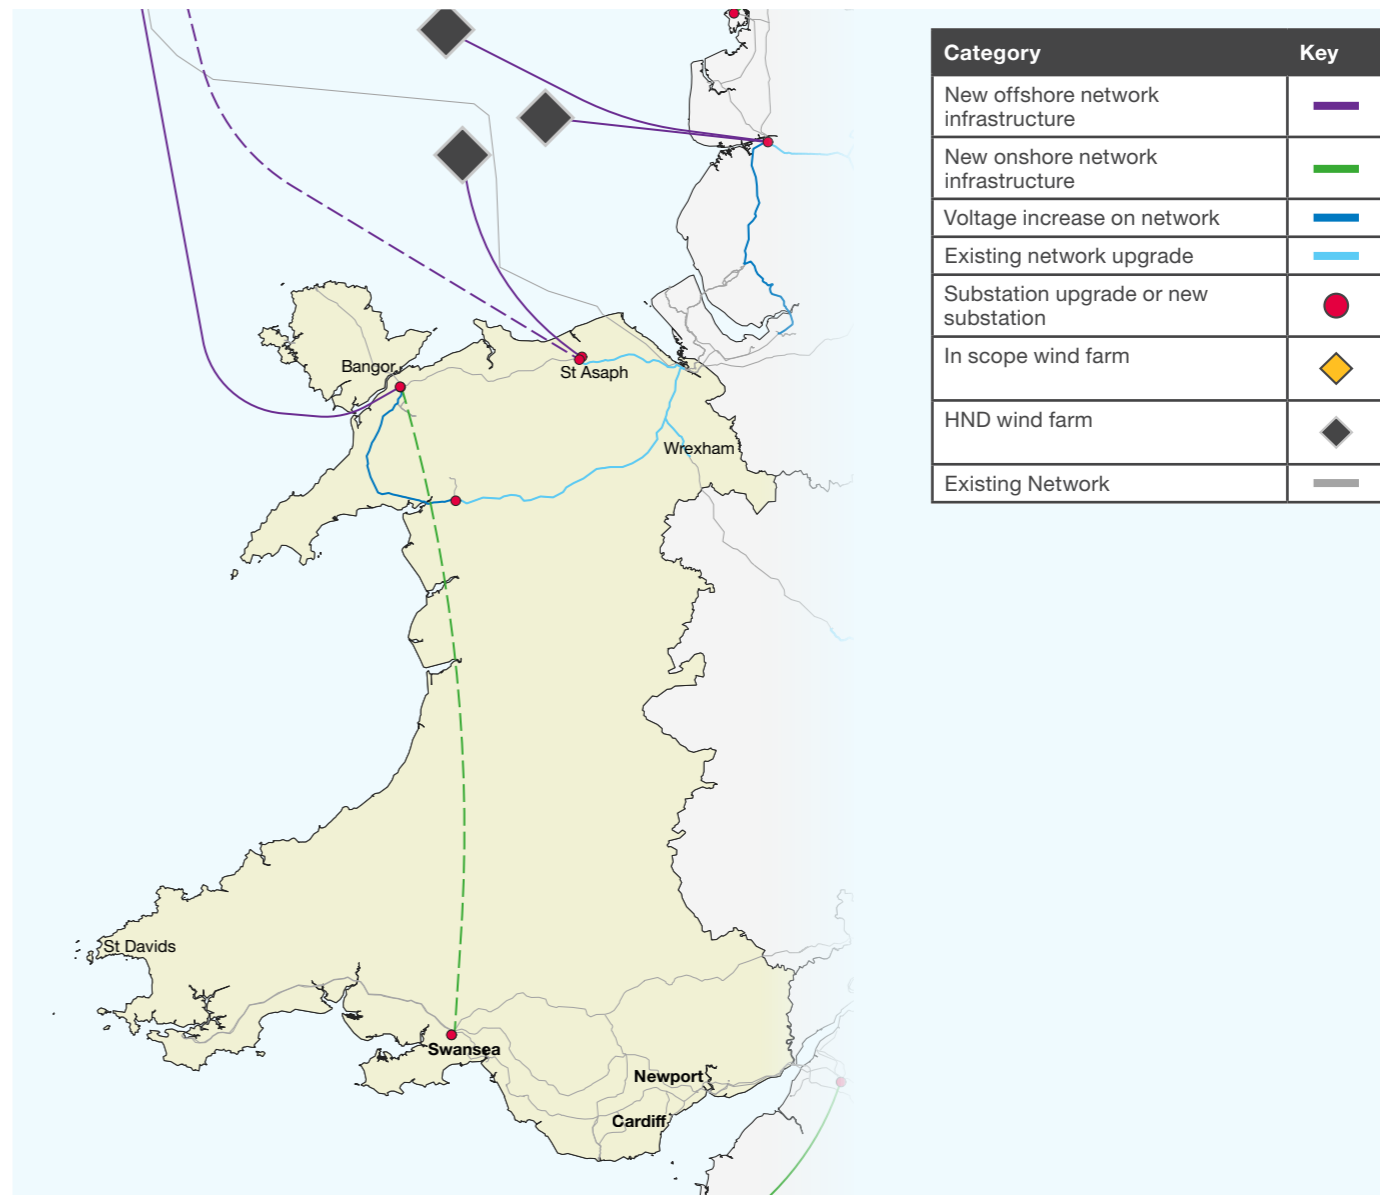 Category Key
New offshore network
infrastructure
New onshore network
infrastructure
Voltage increase on network
Existing network upgrade
Substation upgrade or new
substation
In scope wind farm
HND wind farm
Existing Network
Bangor
St Asaph
Wrexham
St Davids
Swansea
Newport
Cardiff